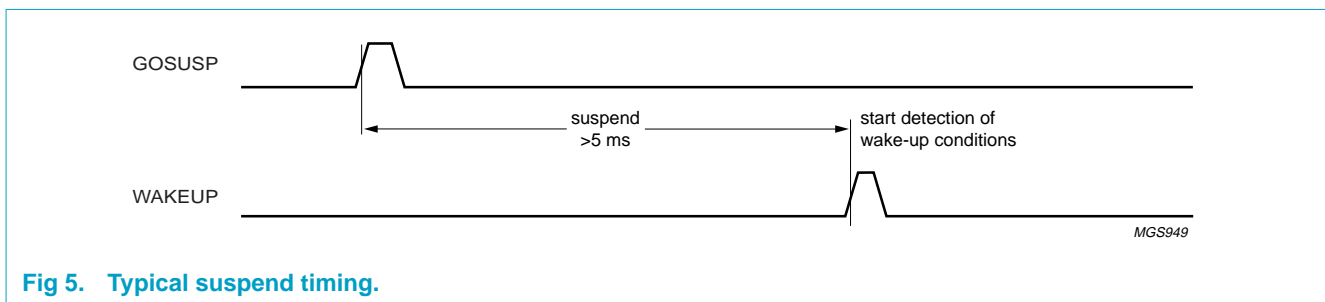 GOSUSP
suspend
>5 ms
start detection of
wake-up conditions
WAKEUP
MGS949
Fig 5. Typical suspend timing.